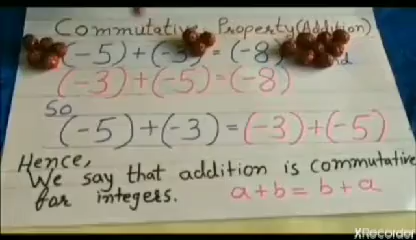 Commutative Property(Addition)
(-5)+(-3)=(-8) and
(-3)+(-5)=(-8)
So
(-5)+(-3)=(-3)+(-5)
Hence,
We say that addition is commutative
for integers. a+b=b+a
XRecorder